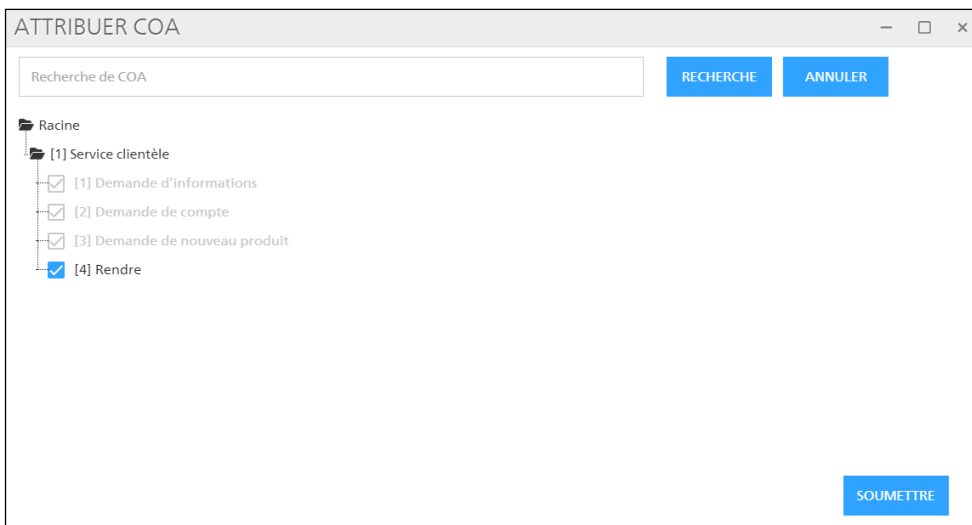 ATTRIBUER COA
Recherche de COA
RECHERCHE
ANNULER
Racine
[1] Service clientèle
[1] Demande d'informations
[2] Demande de compte
[3] Demande de nouveau produit
[4] Rendre
SOUMETTRE